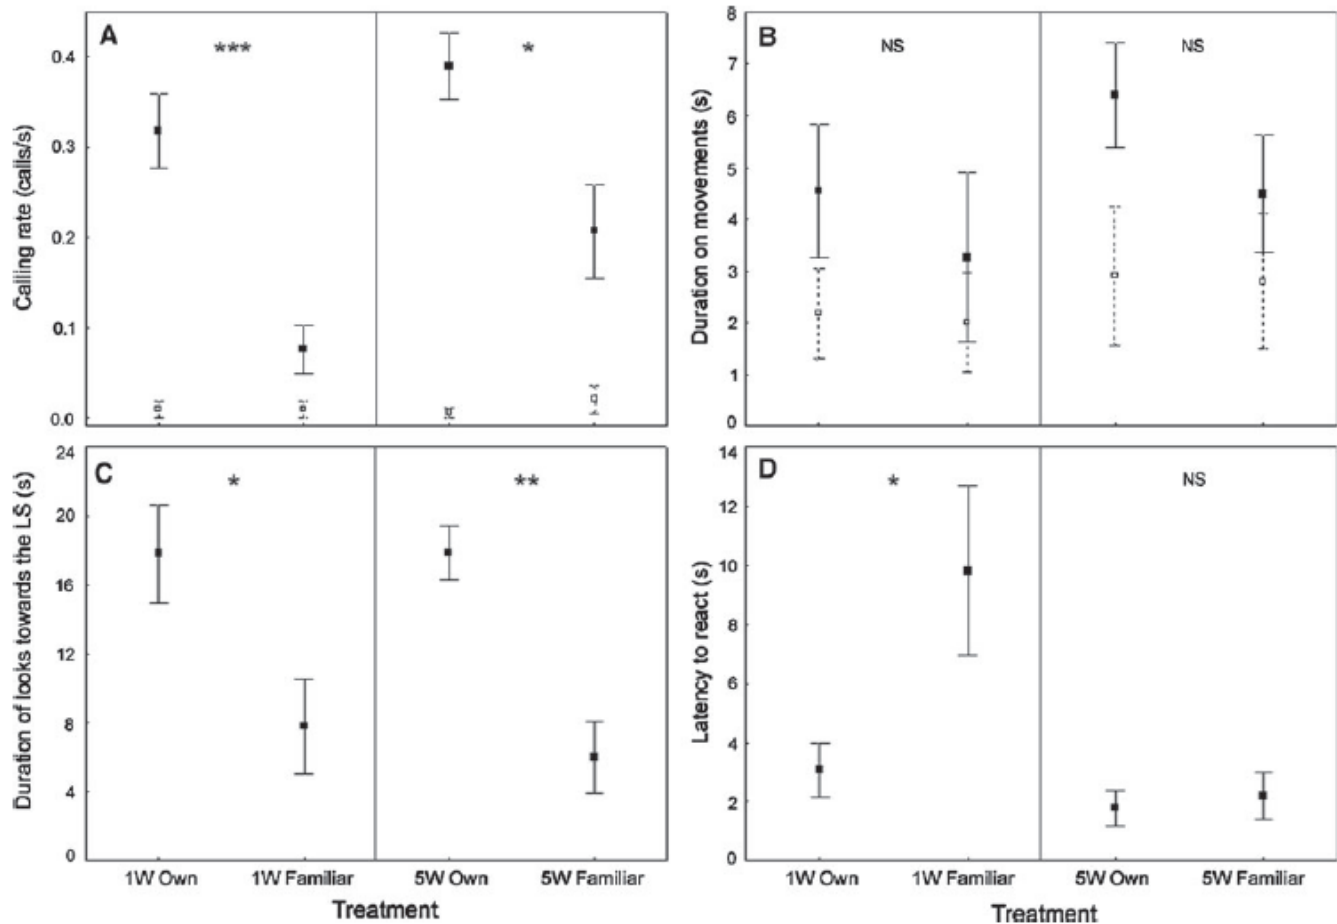 A
***
*
Calling rate (calls/s)
0.4
0.3
0.2
0.1
0.0
B
NS
NS
Duration on movements (s)
8
7
6
5
4
3
2
1
0
C
*
**
Duration of looks towards the LS (s)
24
20
16
12
8
4
0
1W Own
1W Familiar
5W Own
5W Familiar
Treatment
D
*
NS
Latency to react (s)
14
12
10
8
6
4
2
0
1W Own
1W Familiar
5W Own
5W Familiar
Treatment